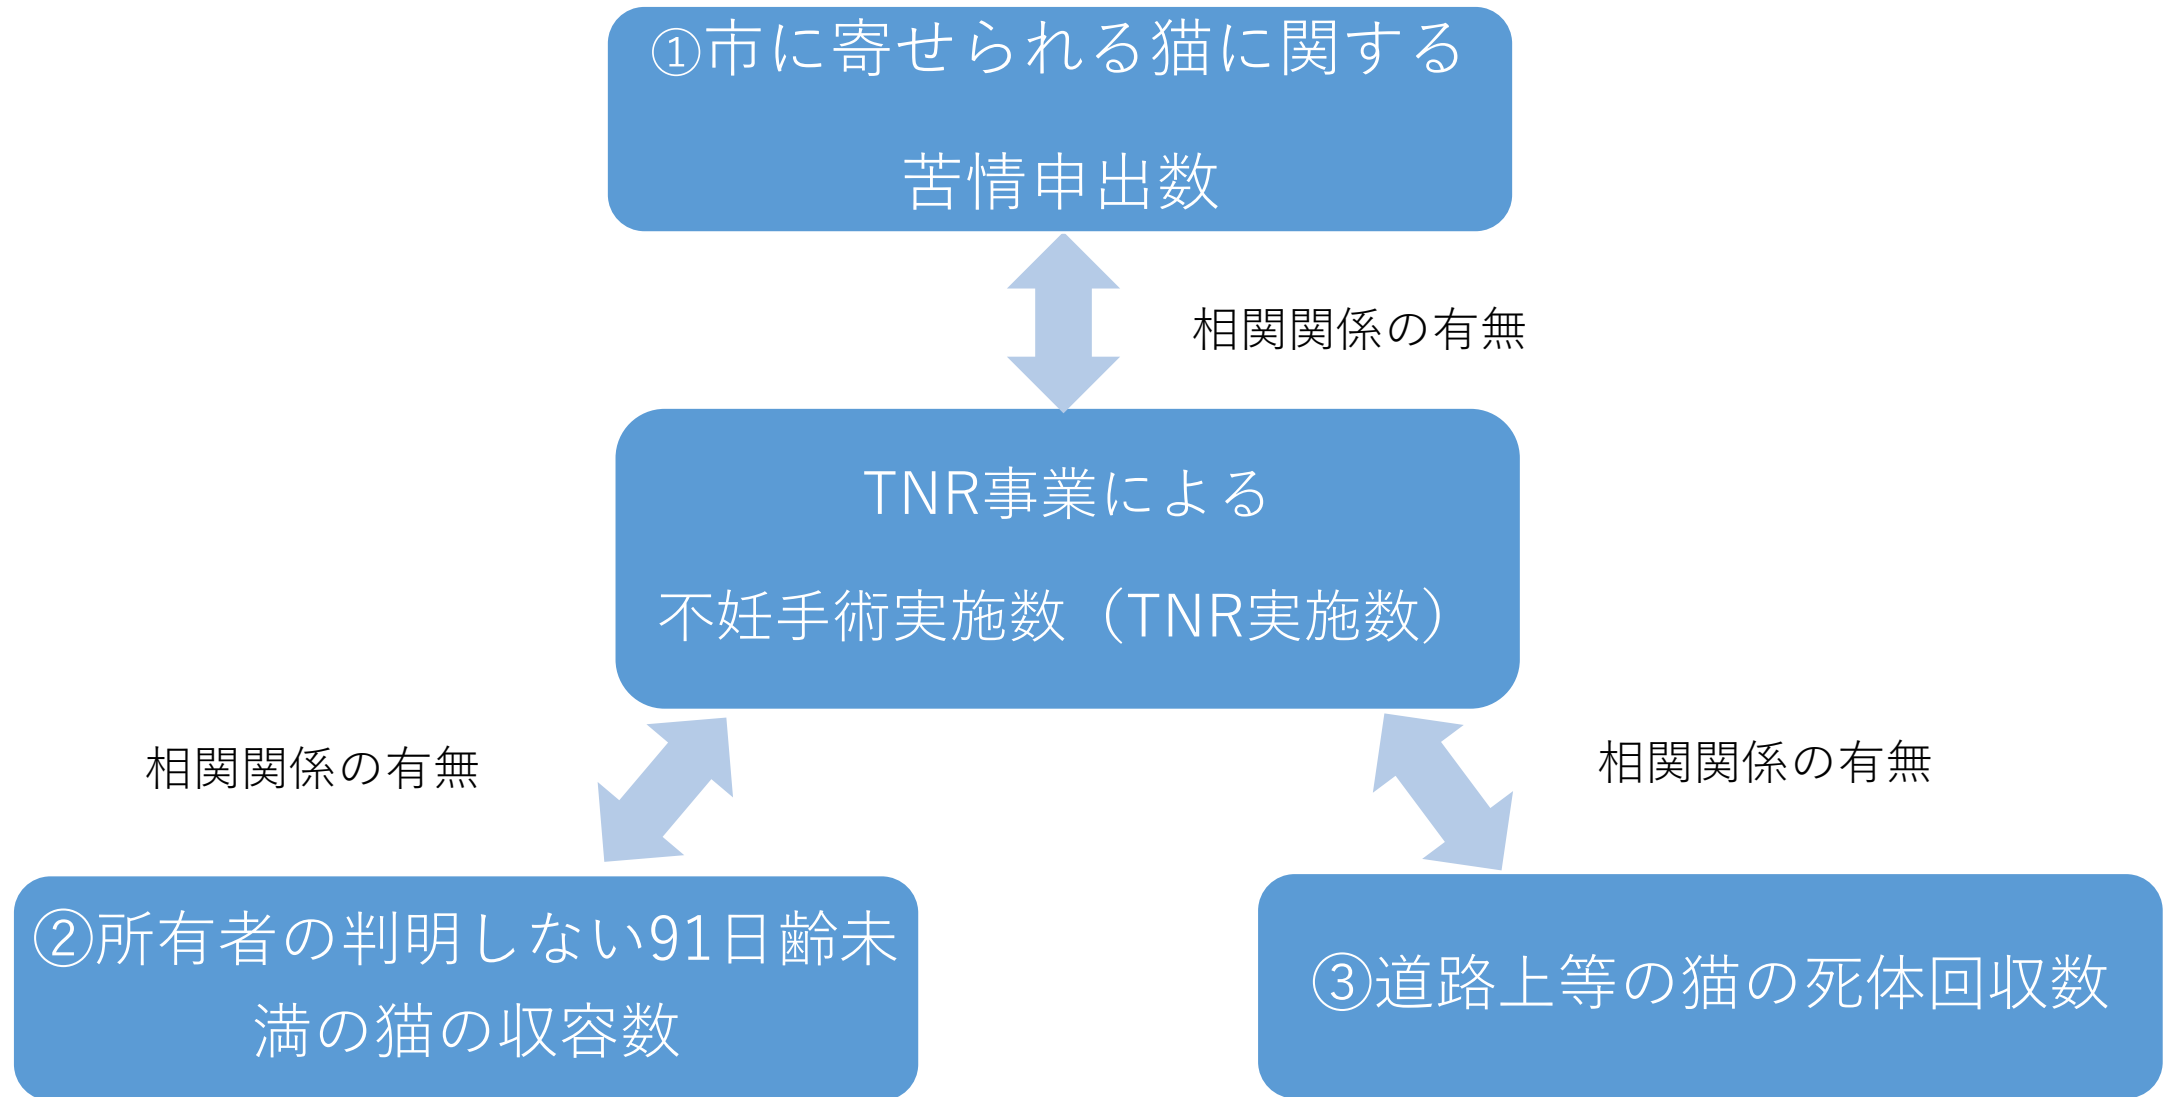 ①市に寄せられる猫に関する
苦情申出数
相関関係の有無
TNR事業による
不妊手術実施数（TNR実施数）
相関関係の有無
相関関係の有無
②所有者の判明しない91日齢未
満の猫の収容数
③道路上等の猫の死体回収数